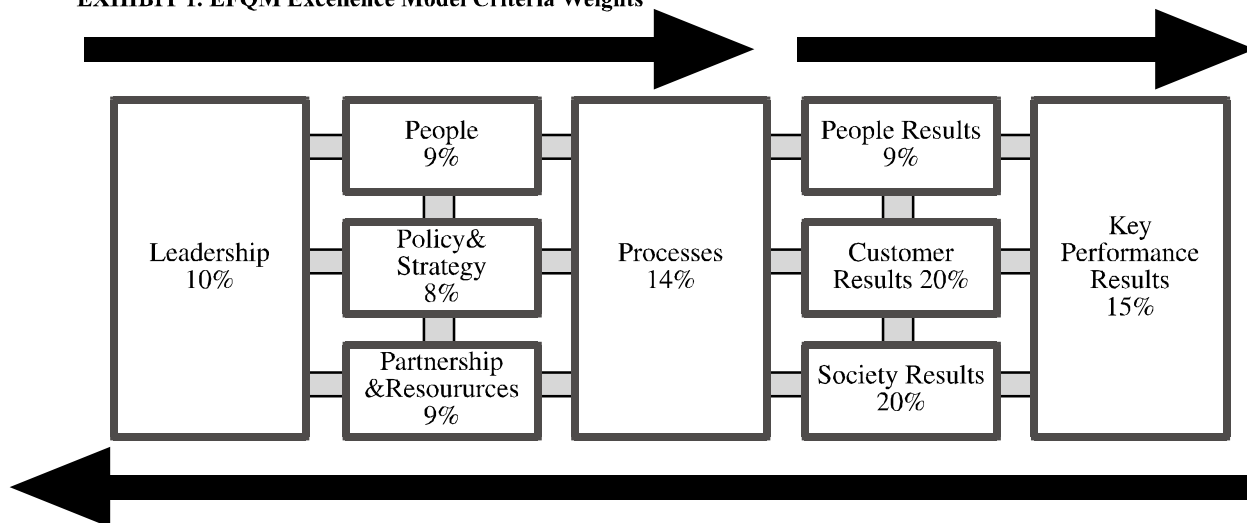 EXHIBIT 1. EFQM Excellence Model Criteria Weights
Leadership
10%
People
9%
Policy&
Strategy
8%
Partnership
&Resoururces
9%
Processes
14%
People Results
9%
Customer
Results 20%
Society Results
20%
Key
Performance
Results
15%